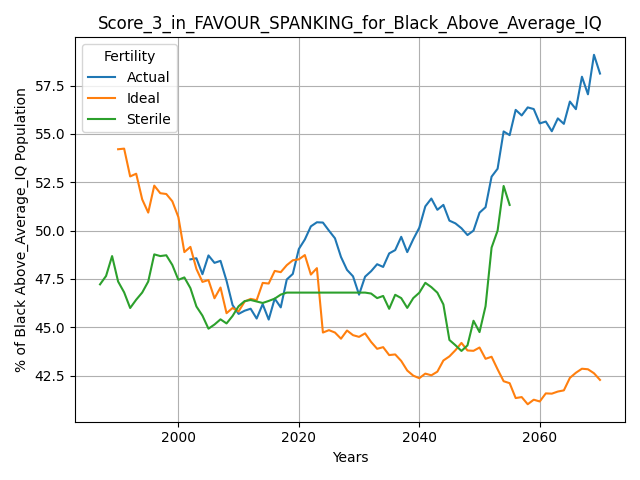 Score_3_in_FAVOUR_SPANKING_for_Black_Above_Average_IQ
% of Black Above_Average_IQ Population
57.5
55.0
52.5
50.0
47.5
45.0
42.5
Fertility
Actual
Ideal
Sterile
2000
2020
2040
2060
Years